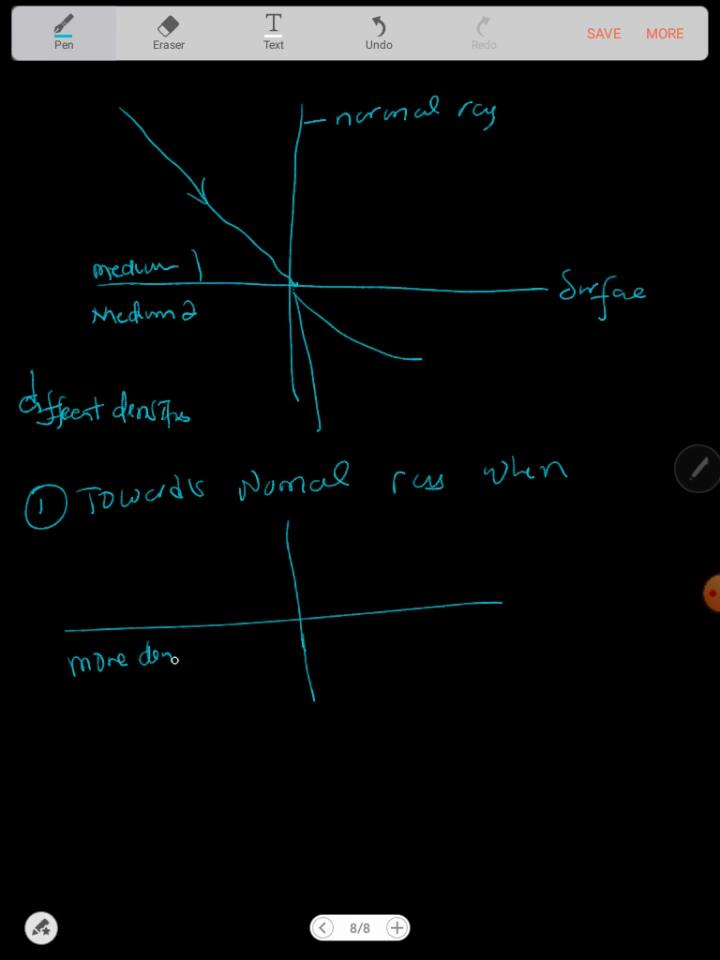 Pen Eraser Text Undo Redo SAVE MORE
normal ray
medium 1
Surfae
Medium 2
different densities
① Towards Normal ray when
more den
8/8